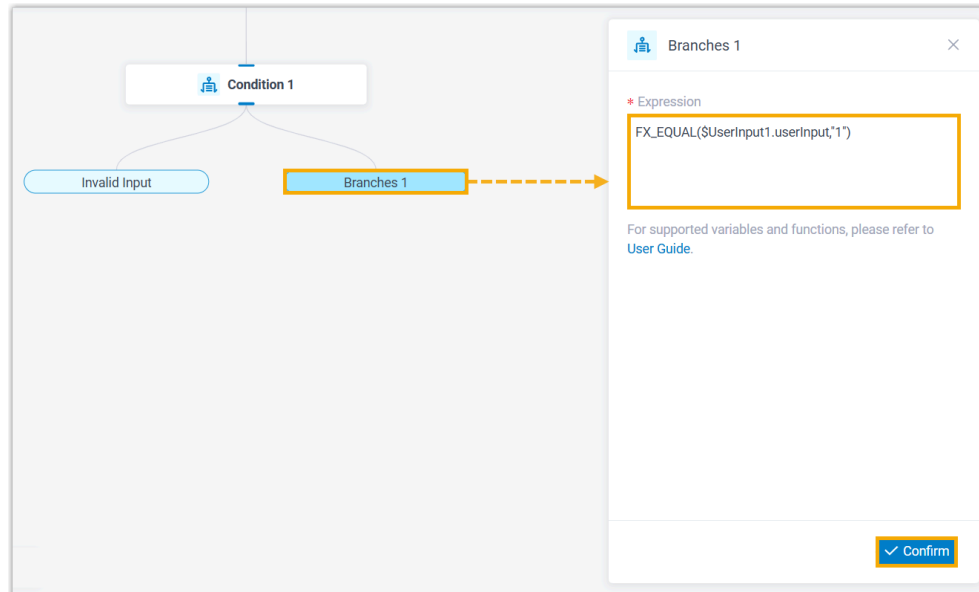 Condition 1
Invalid Input
Branches 1
Branches 1
* Expression
FX_EQUAL($UserInput1.userInput,"1")
For supported variables and functions, please refer to
User Guide.
Confirm